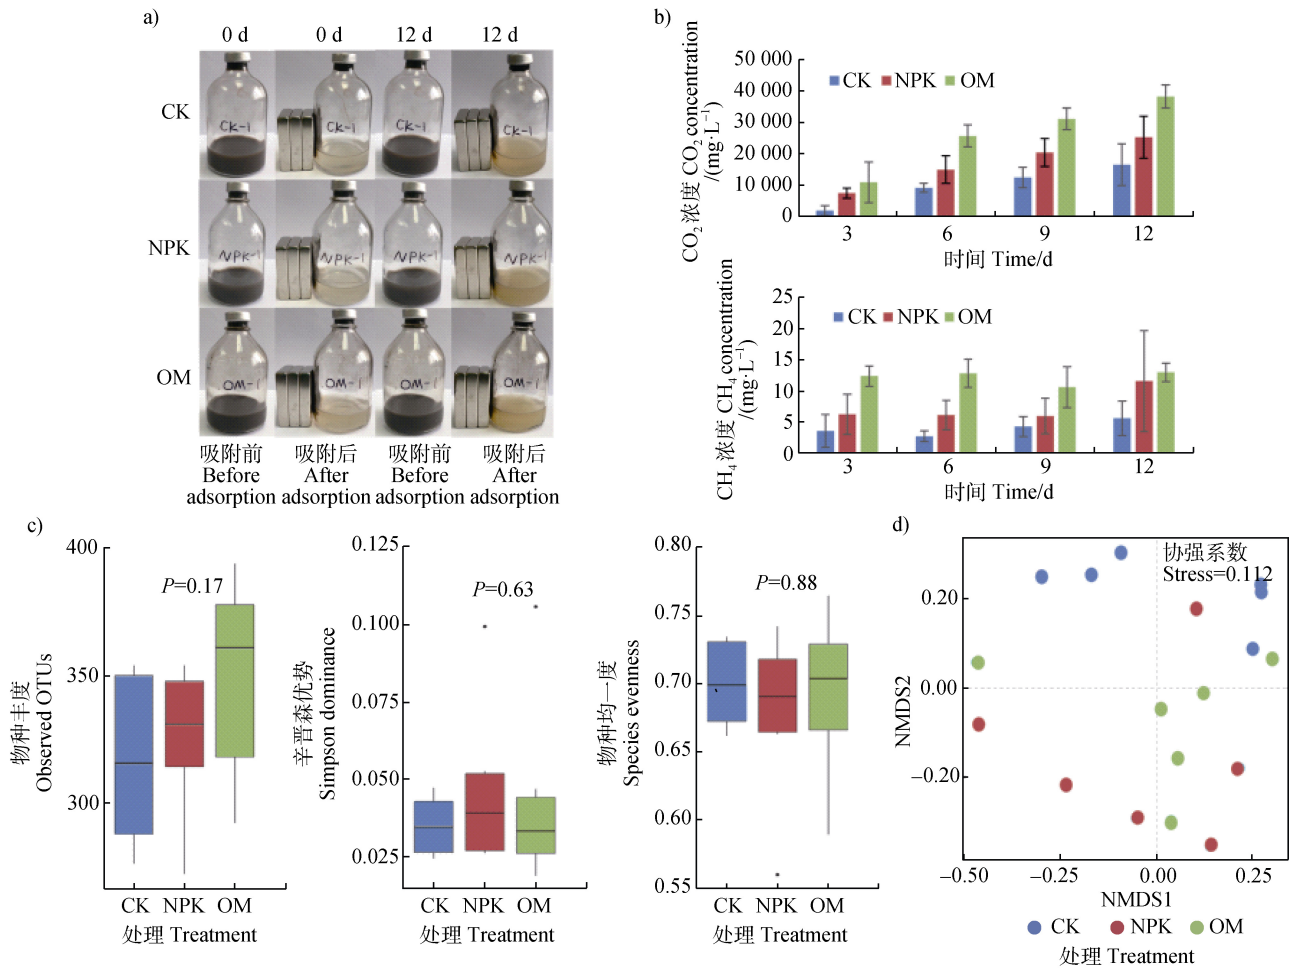 a)
0 d 0 d 12 d 12 d
CK
CK-1 CK-1 CK-1 CK-1
NPK
NPK-1 NPK-1 NPK-1 NPK-1
OM
OM-1 OM-1 OM-1 OM-1
吸附前 吸附后 吸附前 吸附后
Before After Before After
adsorption adsorption adsorption adsorption
b)
CO2浓度 CO2 concentration
/(mg·L−1)
50 000
40 000
30 000
20 000
10 000
0
CK NPK OM
3 6 9 12
时间 Time/d
CH4浓度 CH4 concentration
/(mg·L−1)
25
20
15
10
5
0
CK NPK OM
3 6 9 12
时间 Time/d
c)
物种丰度
Observed OTUs
400
350
300
P=0.17
CK NPK OM
处理 Treatment
辛晋森优势
Simpson dominance
0.125
0.100
0.075
0.050
0.025
P=0.63
CK NPK OM
处理 Treatment
物种均一度
Species evenness
0.80
0.75
0.70
0.65
0.60
0.55
P=0.88
CK NPK OM
处理 Treatment
d)
协强系数
Stress=0.112
NMDS2
0.20
0.00
−0.20
−0.50 −0.25 0.00 0.25
NMDS1
CK NPK OM
处理 Treatment